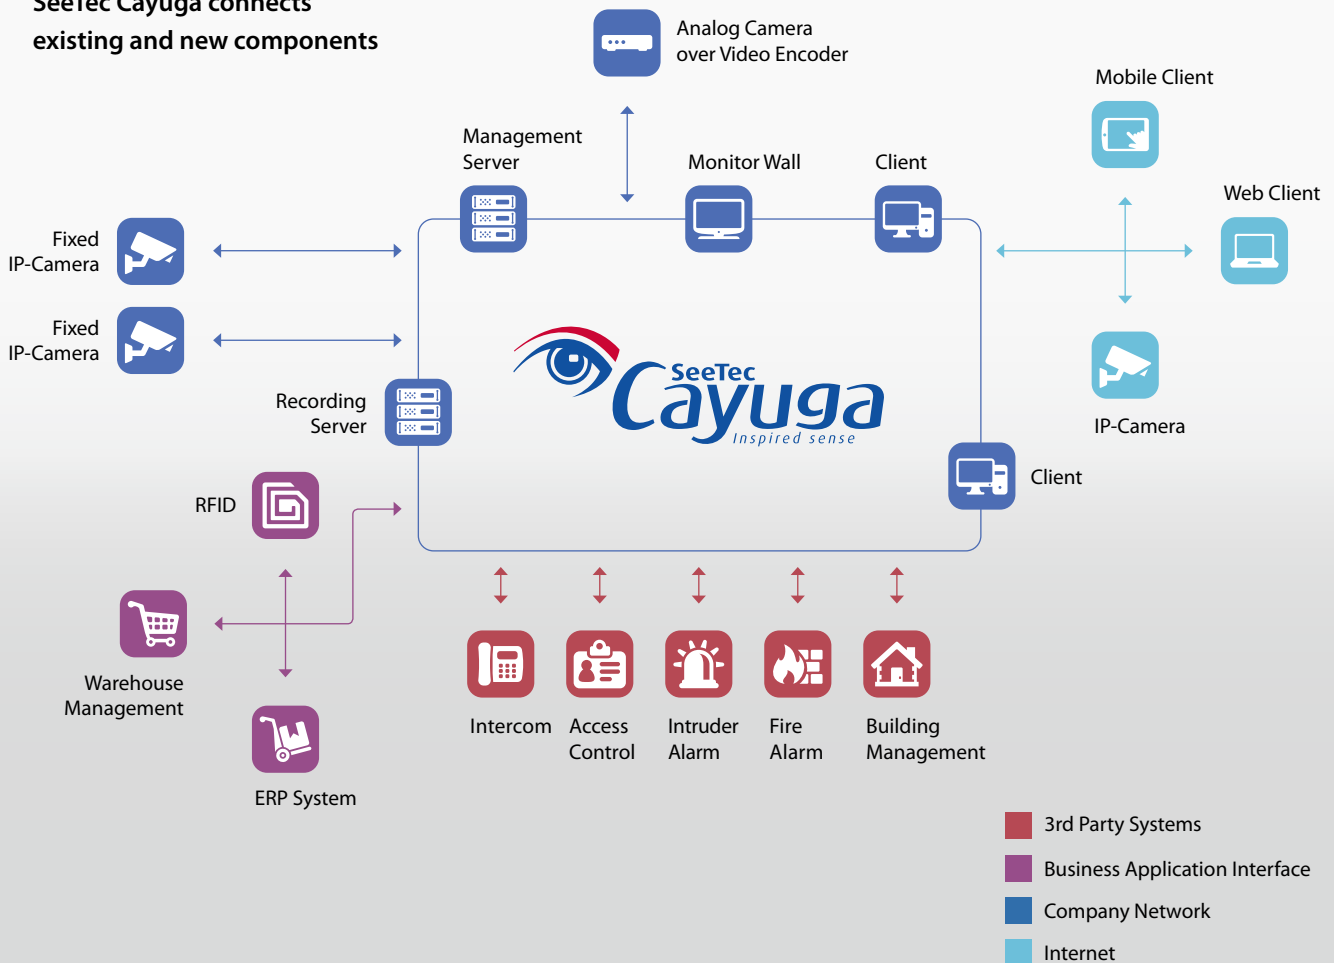 SeeTec Cayuga connects
existing and new components
Analog Camera
over Video Encoder
Mobile Client
Management
Server
Monitor Wall
Client
Web Client
Fixed
IP-Camera
Fixed
IP-Camera
SeeTec
Cayuga
Inspired sense
Recording
Server
IP-Camera
Client
RFID
Warehouse
Management
ERP System
Intercom
Access
Control
Intruder
Alarm
Fire
Alarm
Building
Management
3rd Party Systems
Business Application Interface
Company Network
Internet